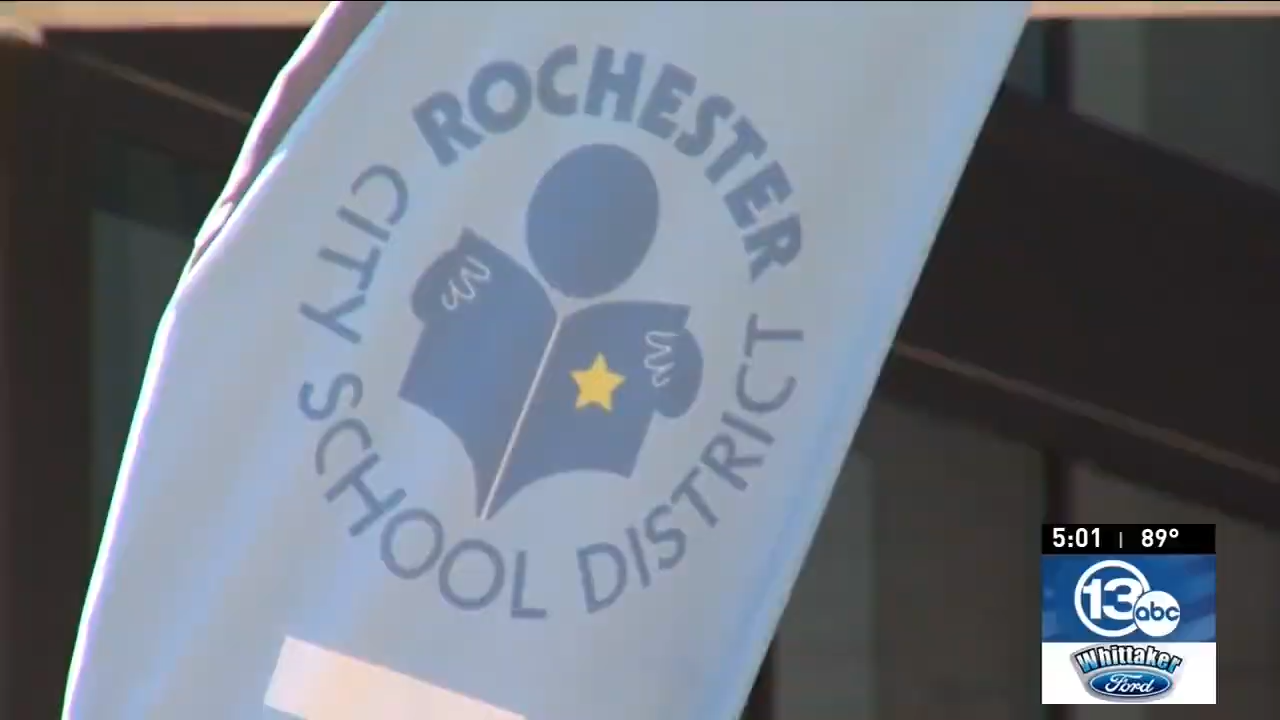 ROCHESTER
CITY SCHOOL DISTRICT
5:01 | 89°
13 abc
Whittaker
Ford